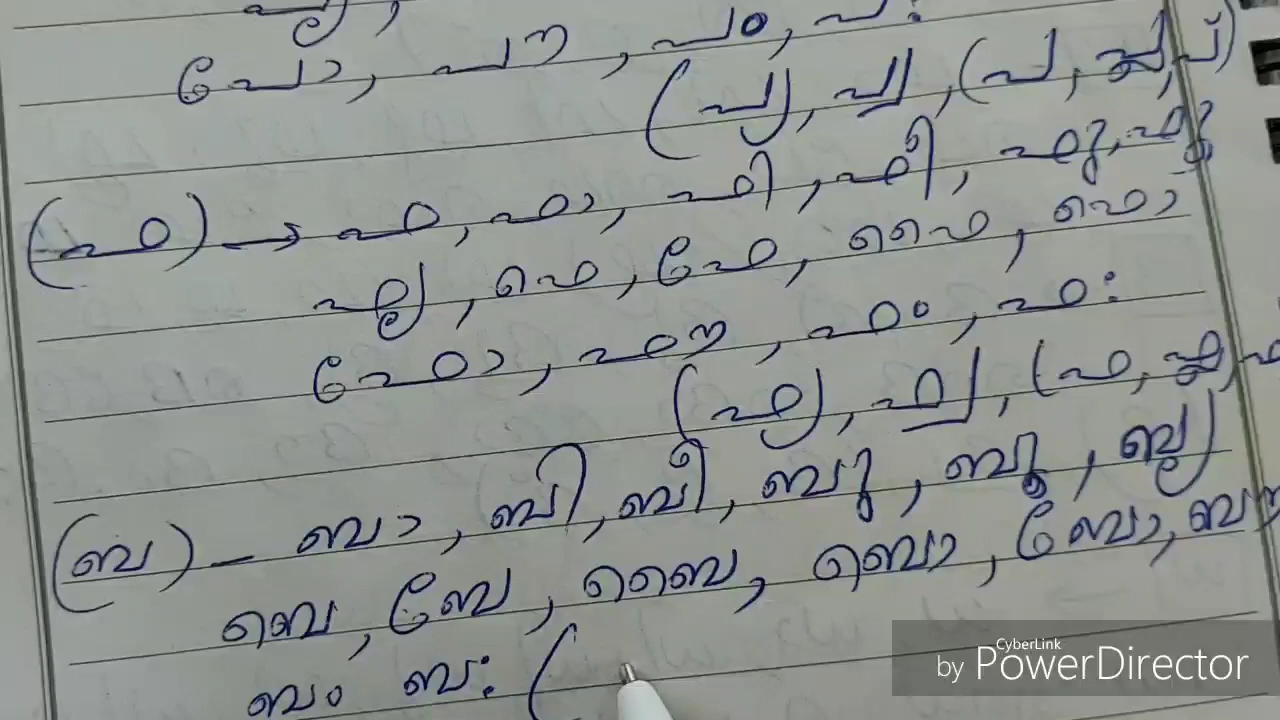 പോ, പൗ, പം, പഃ
(പ്യ, പ്ല, (പ്ര, പ്പ, പ്)
(ഫ) → ഫ, ഫാ, ഫി, ഫീ, ഫു, ഫൂ
ഫൃ, ഫെ, ഫേ, ഫൈ, ഫൊ
ഫോ, ഫൗ, ഫം, ഫഃ
(ഫ്യ), ഫ്ല, (ഫ
(ബ) – ബാ, ബി, ബീ, ബു, ബൂ, ബൃ
ബെ, ബേ, ബൈ, ബൊ, ബോ, ബൗ
ബം ബഃ (
CyberLink
by PowerDirector